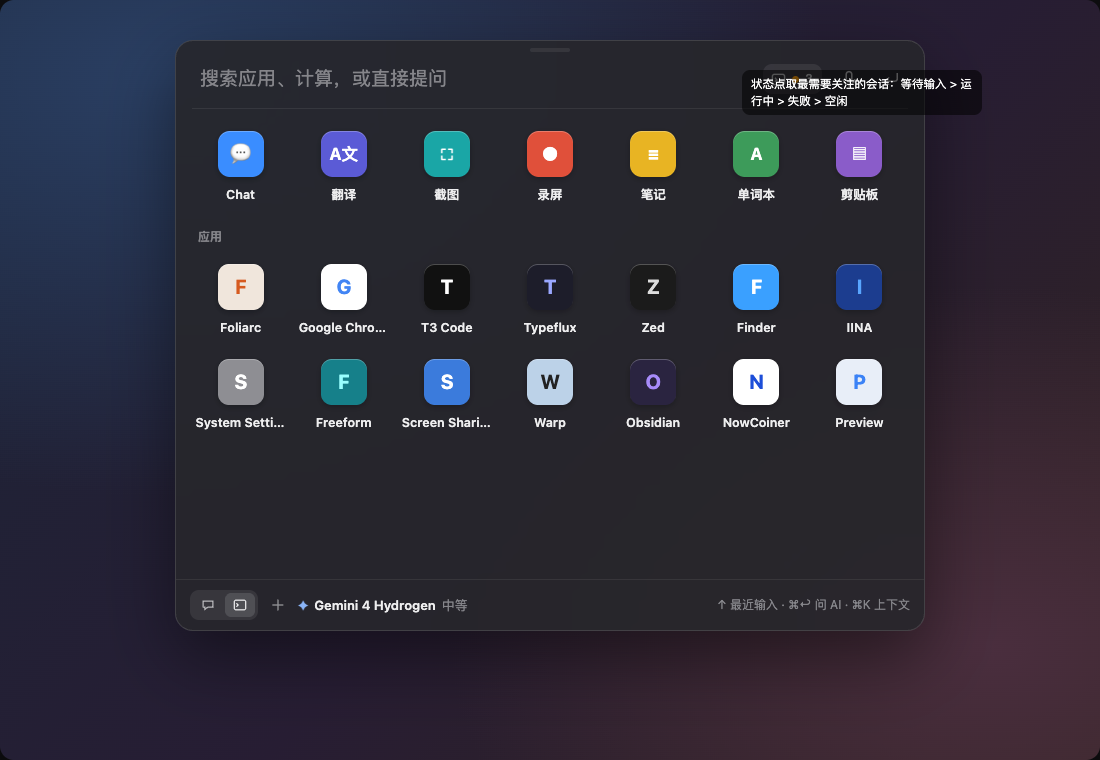 搜索应用、计算，或直接提问
状态点取最需要关注的会话：等待输入 > 运
行中 > 失败 > 空闲
A文
A
Chat 翻译 截图 录屏 笔记 单词本 剪贴板
应用
F G T T Z F I
Foliarc Google Chro... T3 Code Typeflux Zed Finder IINA
S F S W O N P
System Setti... Freeform Screen Shari... Warp Obsidian NowCoiner Preview
+ Gemini 4 Hydrogen 中等
↑ 最近输入 · ⌘↩ 问 AI · ⌘K 上下文